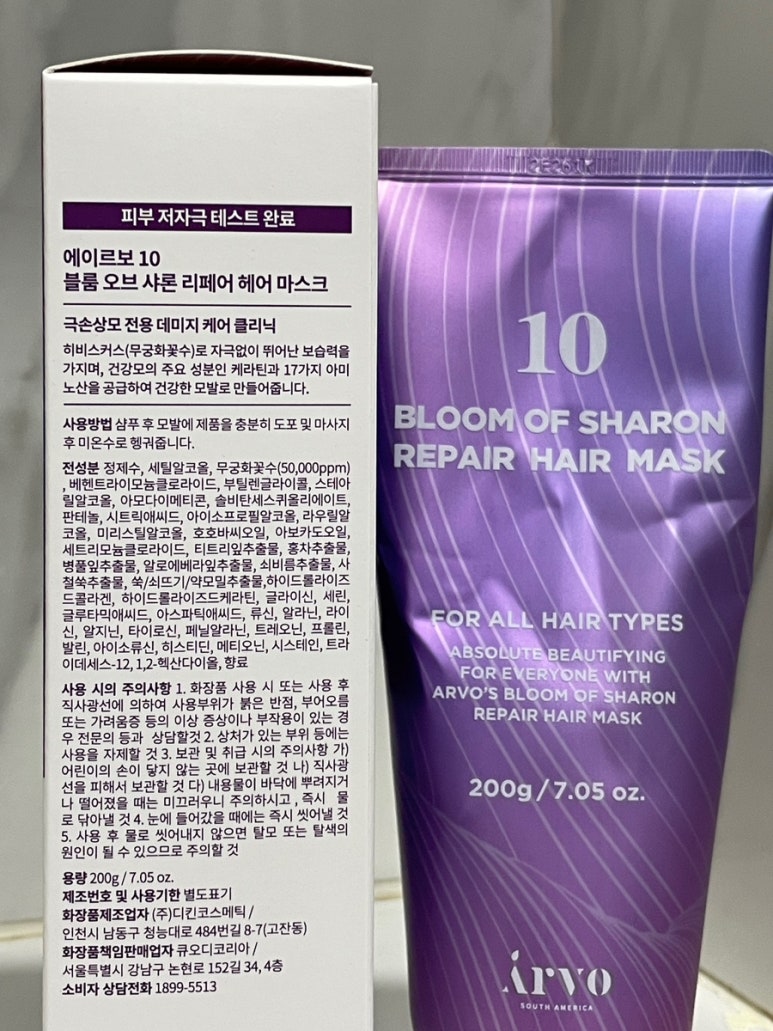 피부 저자극 테스트 완료
에이르보 10
블룸 오브 샤론 리페어 헤어 마스크
극손상모 전용 데미지 케어 클리닉
히비스커스(무궁화꽃수)로 자극없이 뛰어난 보습력을
가지며, 건강모의 주요 성분인 케라틴과 17가지 아미
노산을 공급하여 건강한 모발로 만들어줍니다.
사용방법 샴푸 후 모발에 제품을 충분히 도포 및 마사지
후 미온수로 헹궈줍니다.
전성분 정제수, 세틸알코올, 무궁화꽃수(50,000ppm)
, 베헨트라이모늄클로라이드, 부틸렌글라이콜, 스테아
릴알코올, 아모다이메티콘, 솔비탄세스퀴올리에이트,
판테놀, 시트릭애씨드, 아이소프로필알코올, 라우릴알
코올, 미리스틸알코올, 호호바씨오일, 아보카도오일,
세트리모늄클로라이드, 티트리잎추출물, 홍차추출물,
병풀잎추출물, 알로에베라잎추출물, 쇠비름추출물, 사
철쑥추출물, 쑥/쇠뜨기/약모밀추출물,하이드롤라이즈
드콜라겐, 하이드롤라이즈드케라틴, 글라이신, 세린,
글루타믹애씨드, 아스파틱애씨드, 류신, 알라닌, 라이
신, 알지닌, 타이로신, 페닐알라닌, 트레오닌, 프롤린,
발린, 아이소류신, 히스티딘, 메티오닌, 시스테인, 트라
이데세스-12, 1,2-헥산다이올, 향료
사용 시의 주의사항 1. 화장품 사용 시 또는 사용 후
직사광선에 의하여 사용부위가 붉은 반점, 부어오름
또는 가려움증 등의 이상 증상이나 부작용이 있는 경
우 전문의 등과 상담할것 2. 상처가 있는 부위 등에는
사용을 자제할 것 3. 보관 및 취급 시의 주의사항 가)
어린이의 손이 닿지 않는 곳에 보관할 것 나) 직사광
선을 피해서 보관할 것 다) 내용물이 바닥에 뿌려지거
나 떨어졌을 때는 미끄러우니 주의하시고 , 즉시 물
로 닦아낼 것 4. 눈에 들어갔을 때에는 즉시 씻어낼 것
5. 사용 후 물로 씻어내지 않으면 탈모 또는 탈색의
원인이 될 수 있으므로 주의할 것
용량 200g / 7.05 oz.
제조번호 및 사용기한 별도표기
화장품제조업자 (주)디킨코스메틱 /
인천시 남동구 청능대로 484번길 8-7(고잔동)
화장품책임판매업자 큐오디코리아 /
서울특별시 강남구 논현로 152길 34, 4층
소비자 상담전화 1899-5513
10
BLOOM OF SHARON
REPAIR HAIR MASK
FOR ALL HAIR TYPES
ABSOLUTE BEAUTIFYING
FOR EVERYONE WITH
ARVO'S BLOOM OF SHARON
REPAIR HAIR MASK
200g / 7.05 oz.
Arvo
SOUTH AMERICA